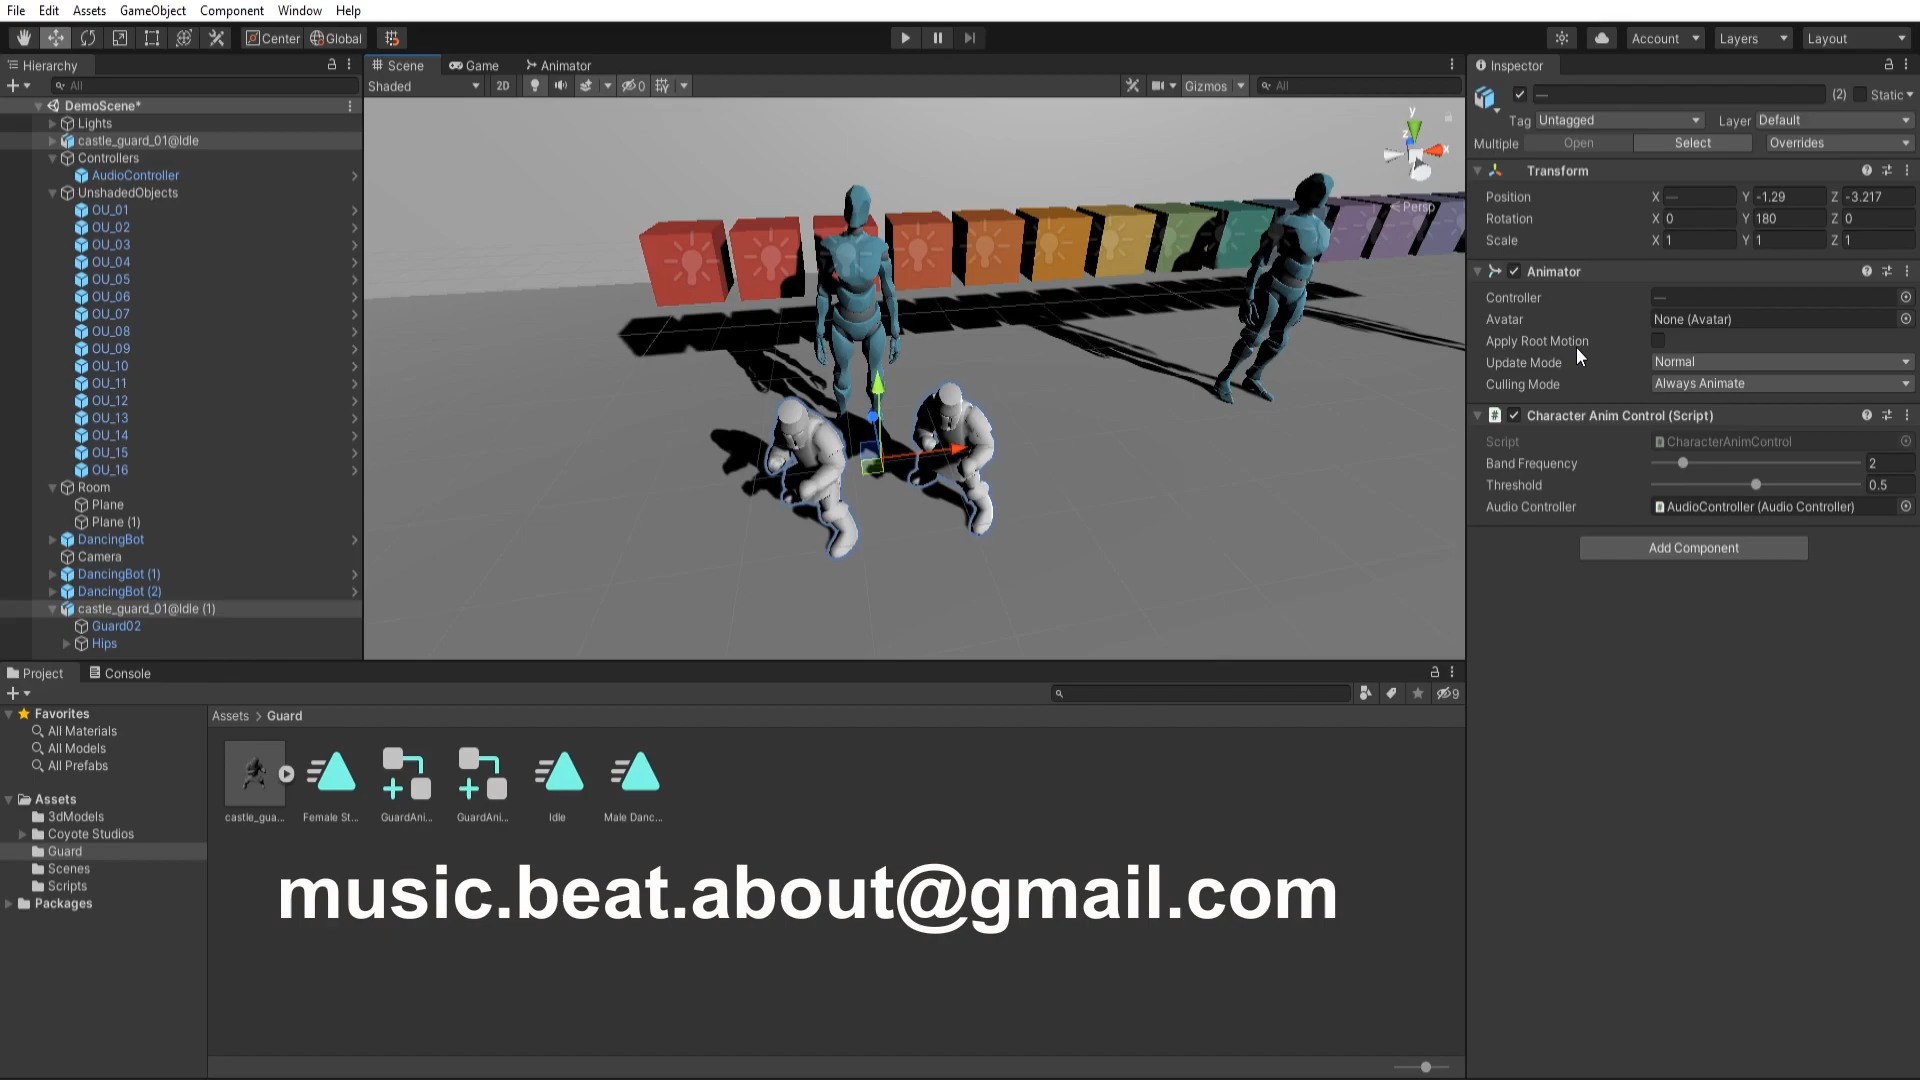 File Edit Assets GameObject Component Window Help
Center Global Account Layers Layout
Hierarchy
All
DemoScene*
Lights
castle_guard_01@Idle
Controllers
AudioController
UnshadedObjects
OU_01
OU_02
OU_03
OU_04
OU_05
OU_06
OU_07
OU_08
OU_09
OU_10
OU_11
OU_12
OU_13
OU_14
OU_15
OU_16
Room
Plane
Plane (1)
DancingBot
Camera
DancingBot (1)
DancingBot (2)
castle_guard_01@Idle (1)
Guard02
Hips
Scene Game Animator
Shaded 2D 0 Gizmos All
y
z
x
Persp
Inspector
(2) Static
Tag Untagged Layer Default
Multiple Open Select Overrides
Transform
Position X — Y -1.29 Z -3.217
Rotation X 0 Y 180 Z 0
Scale X 1 Y 1 Z 1
Animator
Controller —
Avatar None (Avatar)
Apply Root Motion
Update Mode Normal
Culling Mode Always Animate
Character Anim Control (Script)
Script CharacterAnimControl
Band Frequency 2
Threshold 0.5
Audio Controller AudioController (Audio Controller)
Add Component
Project Console
9
Favorites
All Materials
All Models
All Prefabs
Assets
3dModels
Coyote Studios
Guard
Scenes
Scripts
Packages
Assets > Guard
castle_gua... Female St... GuardAni... GuardAni... Idle Male Danc...
music.beat.about@gmail.com